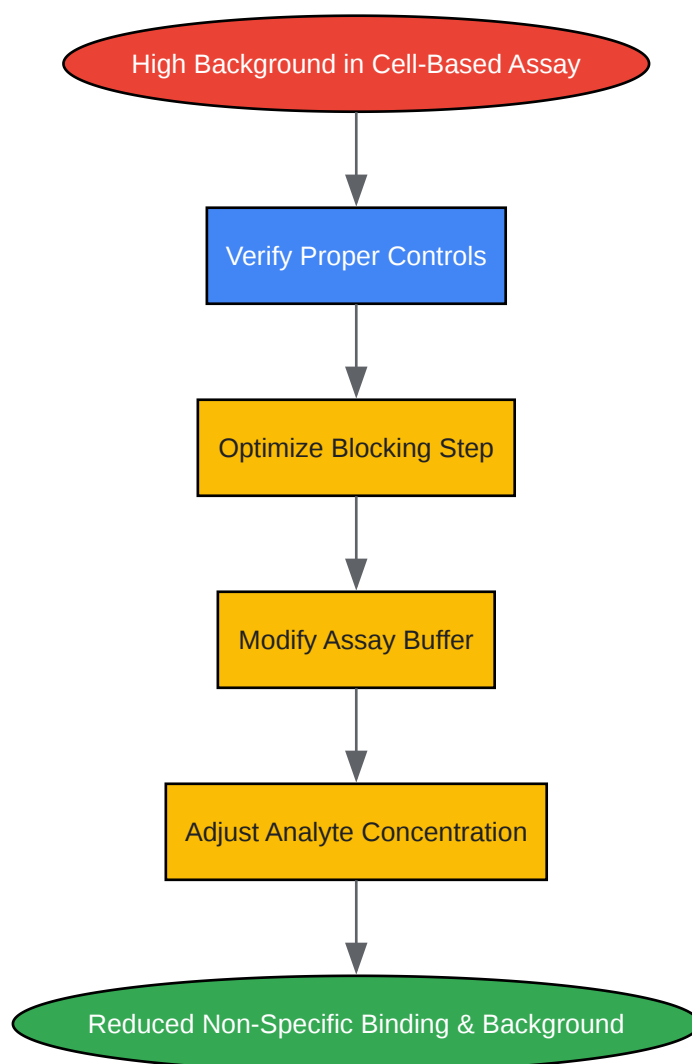 High Background in Cell-Based Assay
Verify Proper Controls
Optimize Blocking Step
Modify Assay Buffer
Adjust Analyte Concentration
Reduced Non-Specific Binding & Background